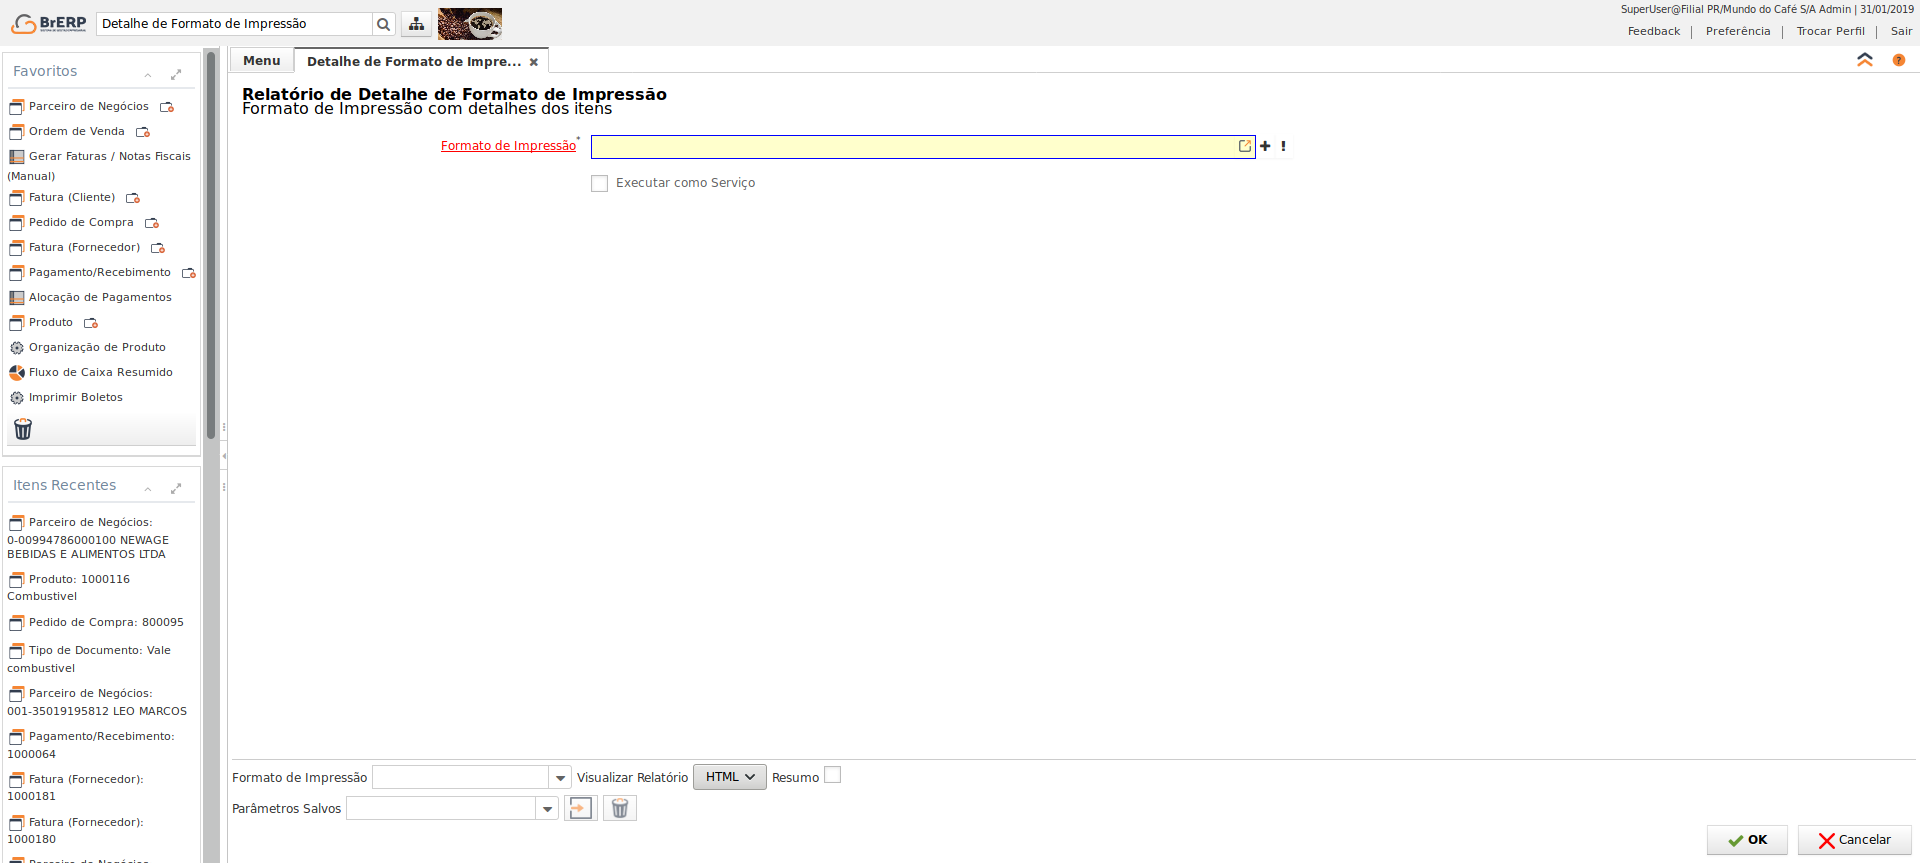 BrERP
Detalhe de Formato de Impressão
SuperUser@Filial PR/Mundo do Café S/A Admin | 31/01/2019
Feedback | Preferência | Trocar Perfil | Sair
Favoritos
Parceiro de Negócios
Ordem de Venda
Gerar Faturas / Notas Fiscais
(Manual)
Fatura (Cliente)
Pedido de Compra
Fatura (Fornecedor)
Pagamento/Recebimento
Alocação de Pagamentos
Produto
Organização de Produto
Fluxo de Caixa Resumido
Imprimir Boletos
Itens Recentes
Parceiro de Negócios:
0-00994786000100 NEWAGE
BEBIDAS E ALIMENTOS LTDA
Produto: 1000116
Combustivel
Pedido de Compra: 800095
Tipo de Documento: Vale
combustivel
Parceiro de Negócios:
001-35019195812 LEO MARCOS
Pagamento/Recebimento:
1000064
Fatura (Fornecedor):
1000181
Fatura (Fornecedor):
1000180
Parceiro de Negócios
Menu
Detalhe de Formato de Impre...
Relatório de Detalhe de Formato de Impressão
Formato de Impressão com detalhes dos itens
Formato de Impressão *
Executar como Serviço
Formato de Impressão
Visualizar Relatório
HTML
Resumo
Parâmetros Salvos
OK
Cancelar